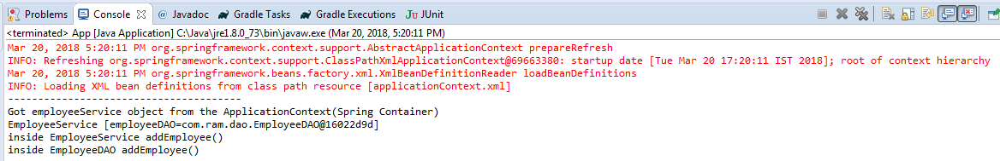 Problems Console Javadoc Gradle Tasks Gradle Executions JU JUnit
<terminated> App [Java Application] C:\Java\jre1.8.0_73\bin\javaw.exe (Mar 20, 2018, 5:20:11 PM)
Mar 20, 2018 5:20:11 PM org.springframework.context.support.AbstractApplicationContext prepareRefresh
INFO: Refreshing org.springframework.context.support.ClassPathXmlApplicationContext@69663380: startup date [Tue Mar 20 17:20:11 IST 2018]; root of context hierarchy
Mar 20, 2018 5:20:11 PM org.springframework.beans.factory.xml.XmlBeanDefinitionReader loadBeanDefinitions
INFO: Loading XML bean definitions from class path resource [applicationContext.xml]
------------------------------------
Got employeeService object from the ApplicationContext(Spring Container)
EmployeeService [employeeDAO=com.ram.dao.EmployeeDAO@16022d9d]
inside EmployeeService addEmployee()
inside EmployeeDAO addEmployee()